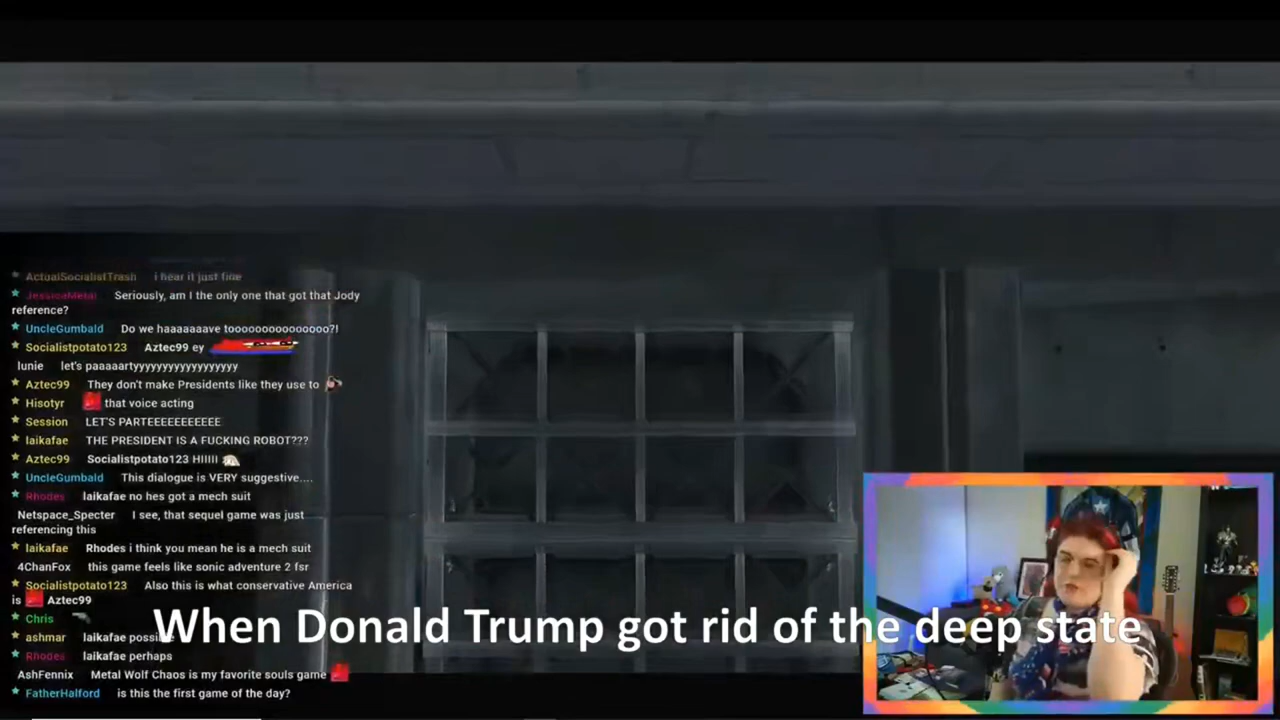 ActualSocialistTrash i hear it just fine
JessicaMetal Seriously, am I the only one that got that Jody
reference?
UncleGumbald Do we haaaaaaave tooooooooooooooo?!
Socialistpotato123 Aztec99 ey
lunie let's paaaaartyyyyyyyyyyyyyyyyy
Aztec99 They don't make Presidents like they use to
Hisotyr that voice acting
Session LET'S PARTEEEEEEEEEEE
laikafae THE PRESIDENT IS A FUCKING ROBOT???
Aztec99 Socialistpotato123 HIIIII
UncleGumbald This dialogue is VERY suggestive....
Rhodes laikafae no hes got a mech suit
Netspace_Specter I see, that sequel game was just
referencing this
laikafae Rhodes i think you mean he is a mech suit
4ChanFox this game feels like sonic adventure 2 fsr
Socialistpotato123 Also this is what conservative America
is Aztec99
Chris
ashmar laikafae
Rhodes laikafae perhaps
AshFennix Metal Wolf Chaos is my favorite souls game
FatherHalford is this the first game of the day?
When Donald Trump got rid of the deep state